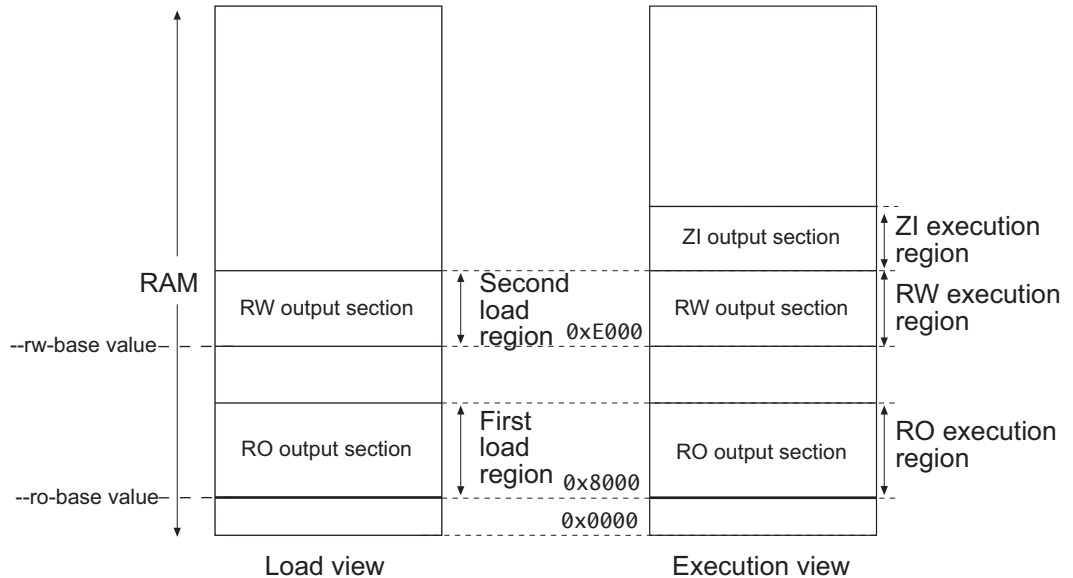 ZI output section
ZI execution
region
RAM
RW output section
Second
load
region
0xE000
RW output section
RW execution
region
--rw-base value
RO output section
First
load
region
0x8000
RO output section
RO execution
region
--ro-base value
0x0000
Load view
Execution view